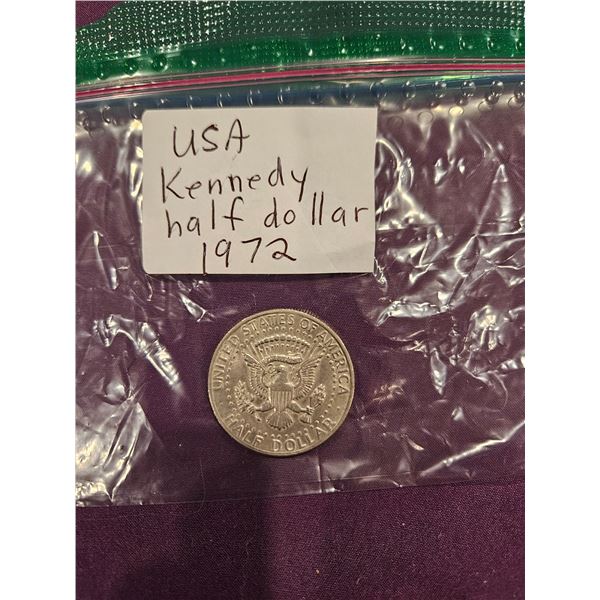 USA
Kennedy
half dollar
1972
UNITED STATES OF AMERICA
HALF DOLLAR